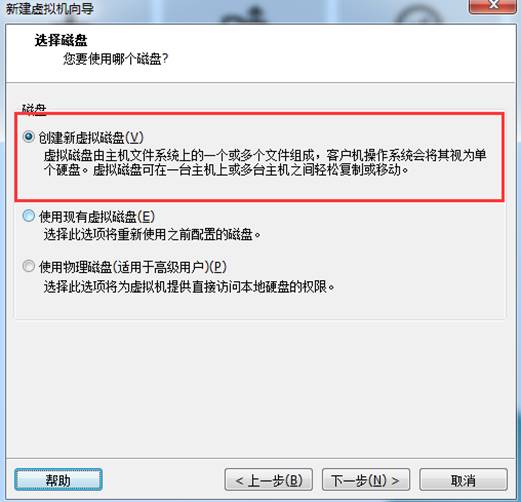 新建虚拟机向导
选择磁盘
您要使用哪个磁盘?
磁盘
创建新虚拟磁盘(V)
虚拟磁盘由主机文件系统上的一个或多个文件组成，客户机操作系统会将其视为单
个硬盘。虚拟磁盘可在一台主机上或多台主机之间轻松复制或移动。
使用现有虚拟磁盘(E)
选择此选项将重新使用之前配置的磁盘。
使用物理磁盘(适用于高级用户)(P)
选择此选项将为虚拟机提供直接访问本地硬盘的权限。
帮助
< 上一步(B)
下一步(N) >
取消